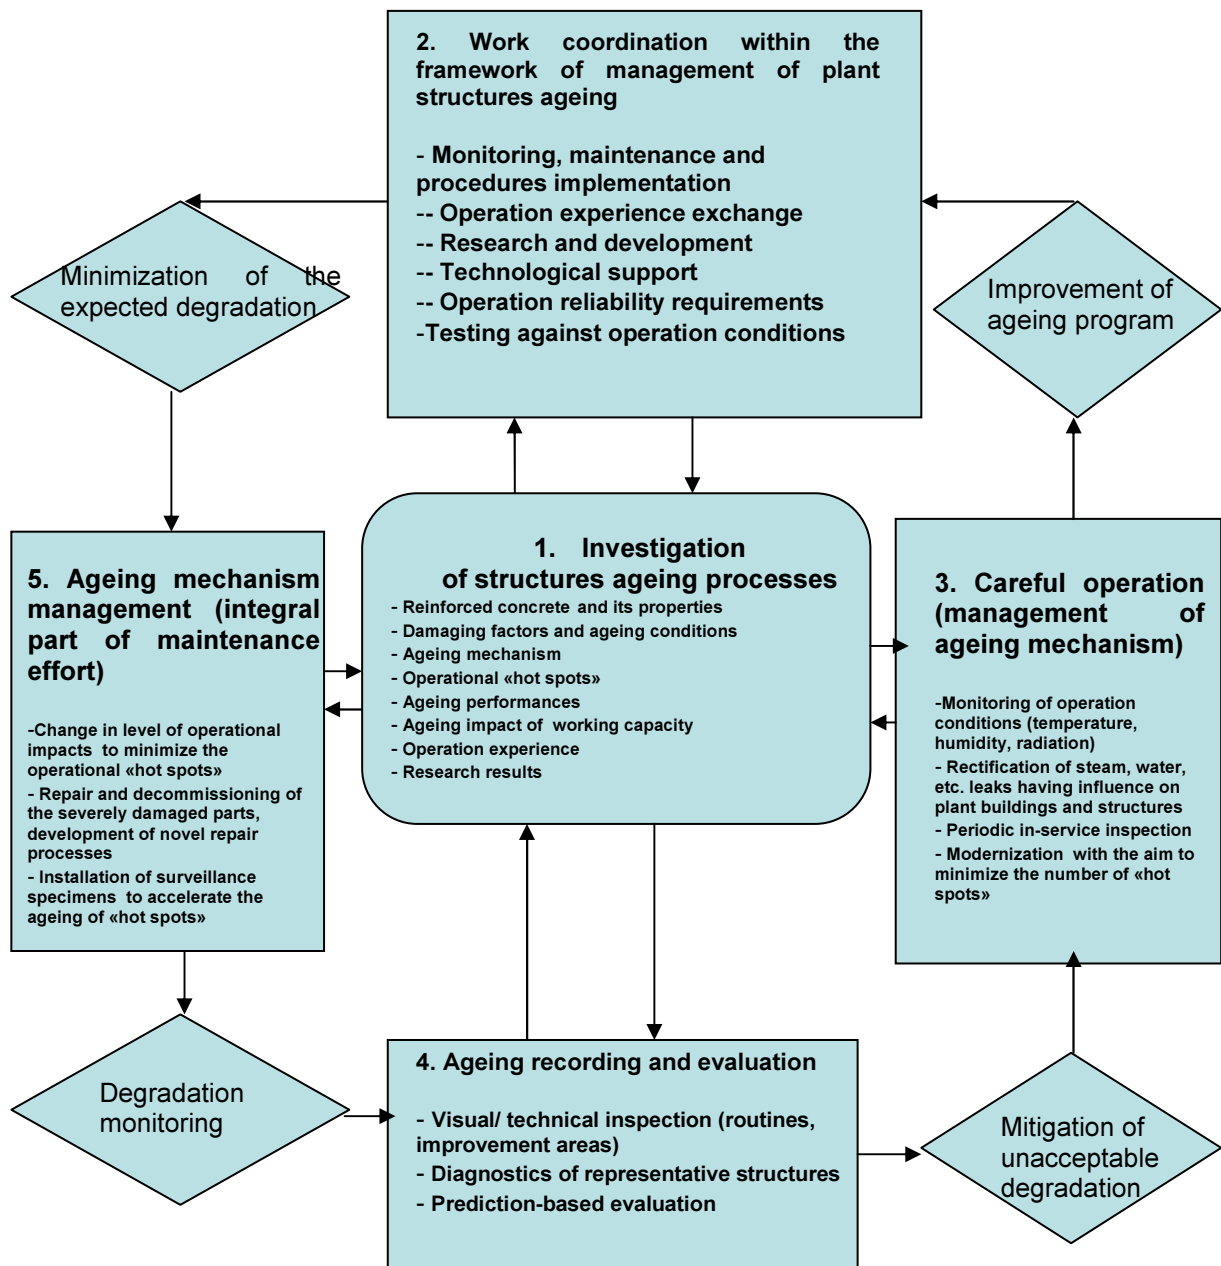 2. Work coordination within the
framework of management of plant
structures ageing
- Monitoring, maintenance and
procedures implementation
-- Operation experience exchange
-- Research and development
-- Technological support
-- Operation reliability requirements
-Testing against operation conditions
Minimization of the
expected degradation
Improvement of
ageing program
1. Investigation
of structures ageing processes
- Reinforced concrete and its properties
- Damaging factors and ageing conditions
- Ageing mechanism
- Operational «hot spots»
- Ageing performances
- Ageing impact of working capacity
- Operation experience
- Research results
5. Ageing mechanism
management (integral
part of maintenance
effort)
-Change in level of operational
impacts to minimize the
operational «hot spots»
- Repair and decommissioning of
the severely damaged parts,
development of novel repair
processes
- Installation of surveillance
specimens to accelerate the
ageing of «hot spots»
3. Careful operation
(management of
ageing mechanism)
-Monitoring of operation
conditions (temperature,
humidity, radiation)
- Rectification of steam, water,
etc. leaks having influence on
plant buildings and structures
- Periodic in-service inspection
- Modernization with the aim to
minimize the number of «hot
spots»
Degradation
monitoring
4. Ageing recording and evaluation
- Visual/ technical inspection (routines,
improvement areas)
- Diagnostics of representative structures
- Prediction-based evaluation
Mitigation of
unacceptable
degradation